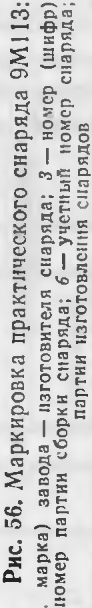 Рис. 56. Маркировка практического снаряда 9М113:
марка) завода — изготовителя снаряда; 3 — номер (шифр)
номер партии сборки снаряда; 6 — учетный номер снаряда;
партии изготовления снарядов